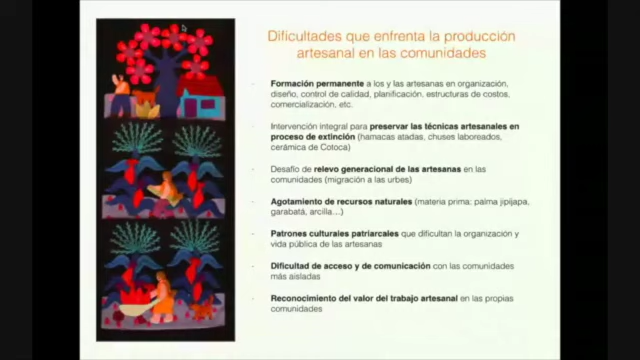 Dificultades que enfrenta la producción
artesanal en las comunidades
- Formación permanente a los y las artesanas en organización,
diseño, control de calidad, planificación, estructuras de costos,
comercialización, etc.
- Intervención integral para preservar las técnicas artesanales en
proceso de extinción (hamacas atadas, chuses laboreados,
cerámica de Cotoca)
- Desafío de relevo generacional de las artesanas en las
comunidades (migración a las urbes)
- Agotamiento de recursos naturales (materia prima: palma jipijapa,
garabatá, arcilla…)
- Patrones culturales patriarcales que dificultan la organización y
vida pública de las artesanas
- Dificultad de acceso y de comunicación con las comunidades
más aisladas
- Reconocimiento del valor del trabajo artesanal en las propias
comunidades